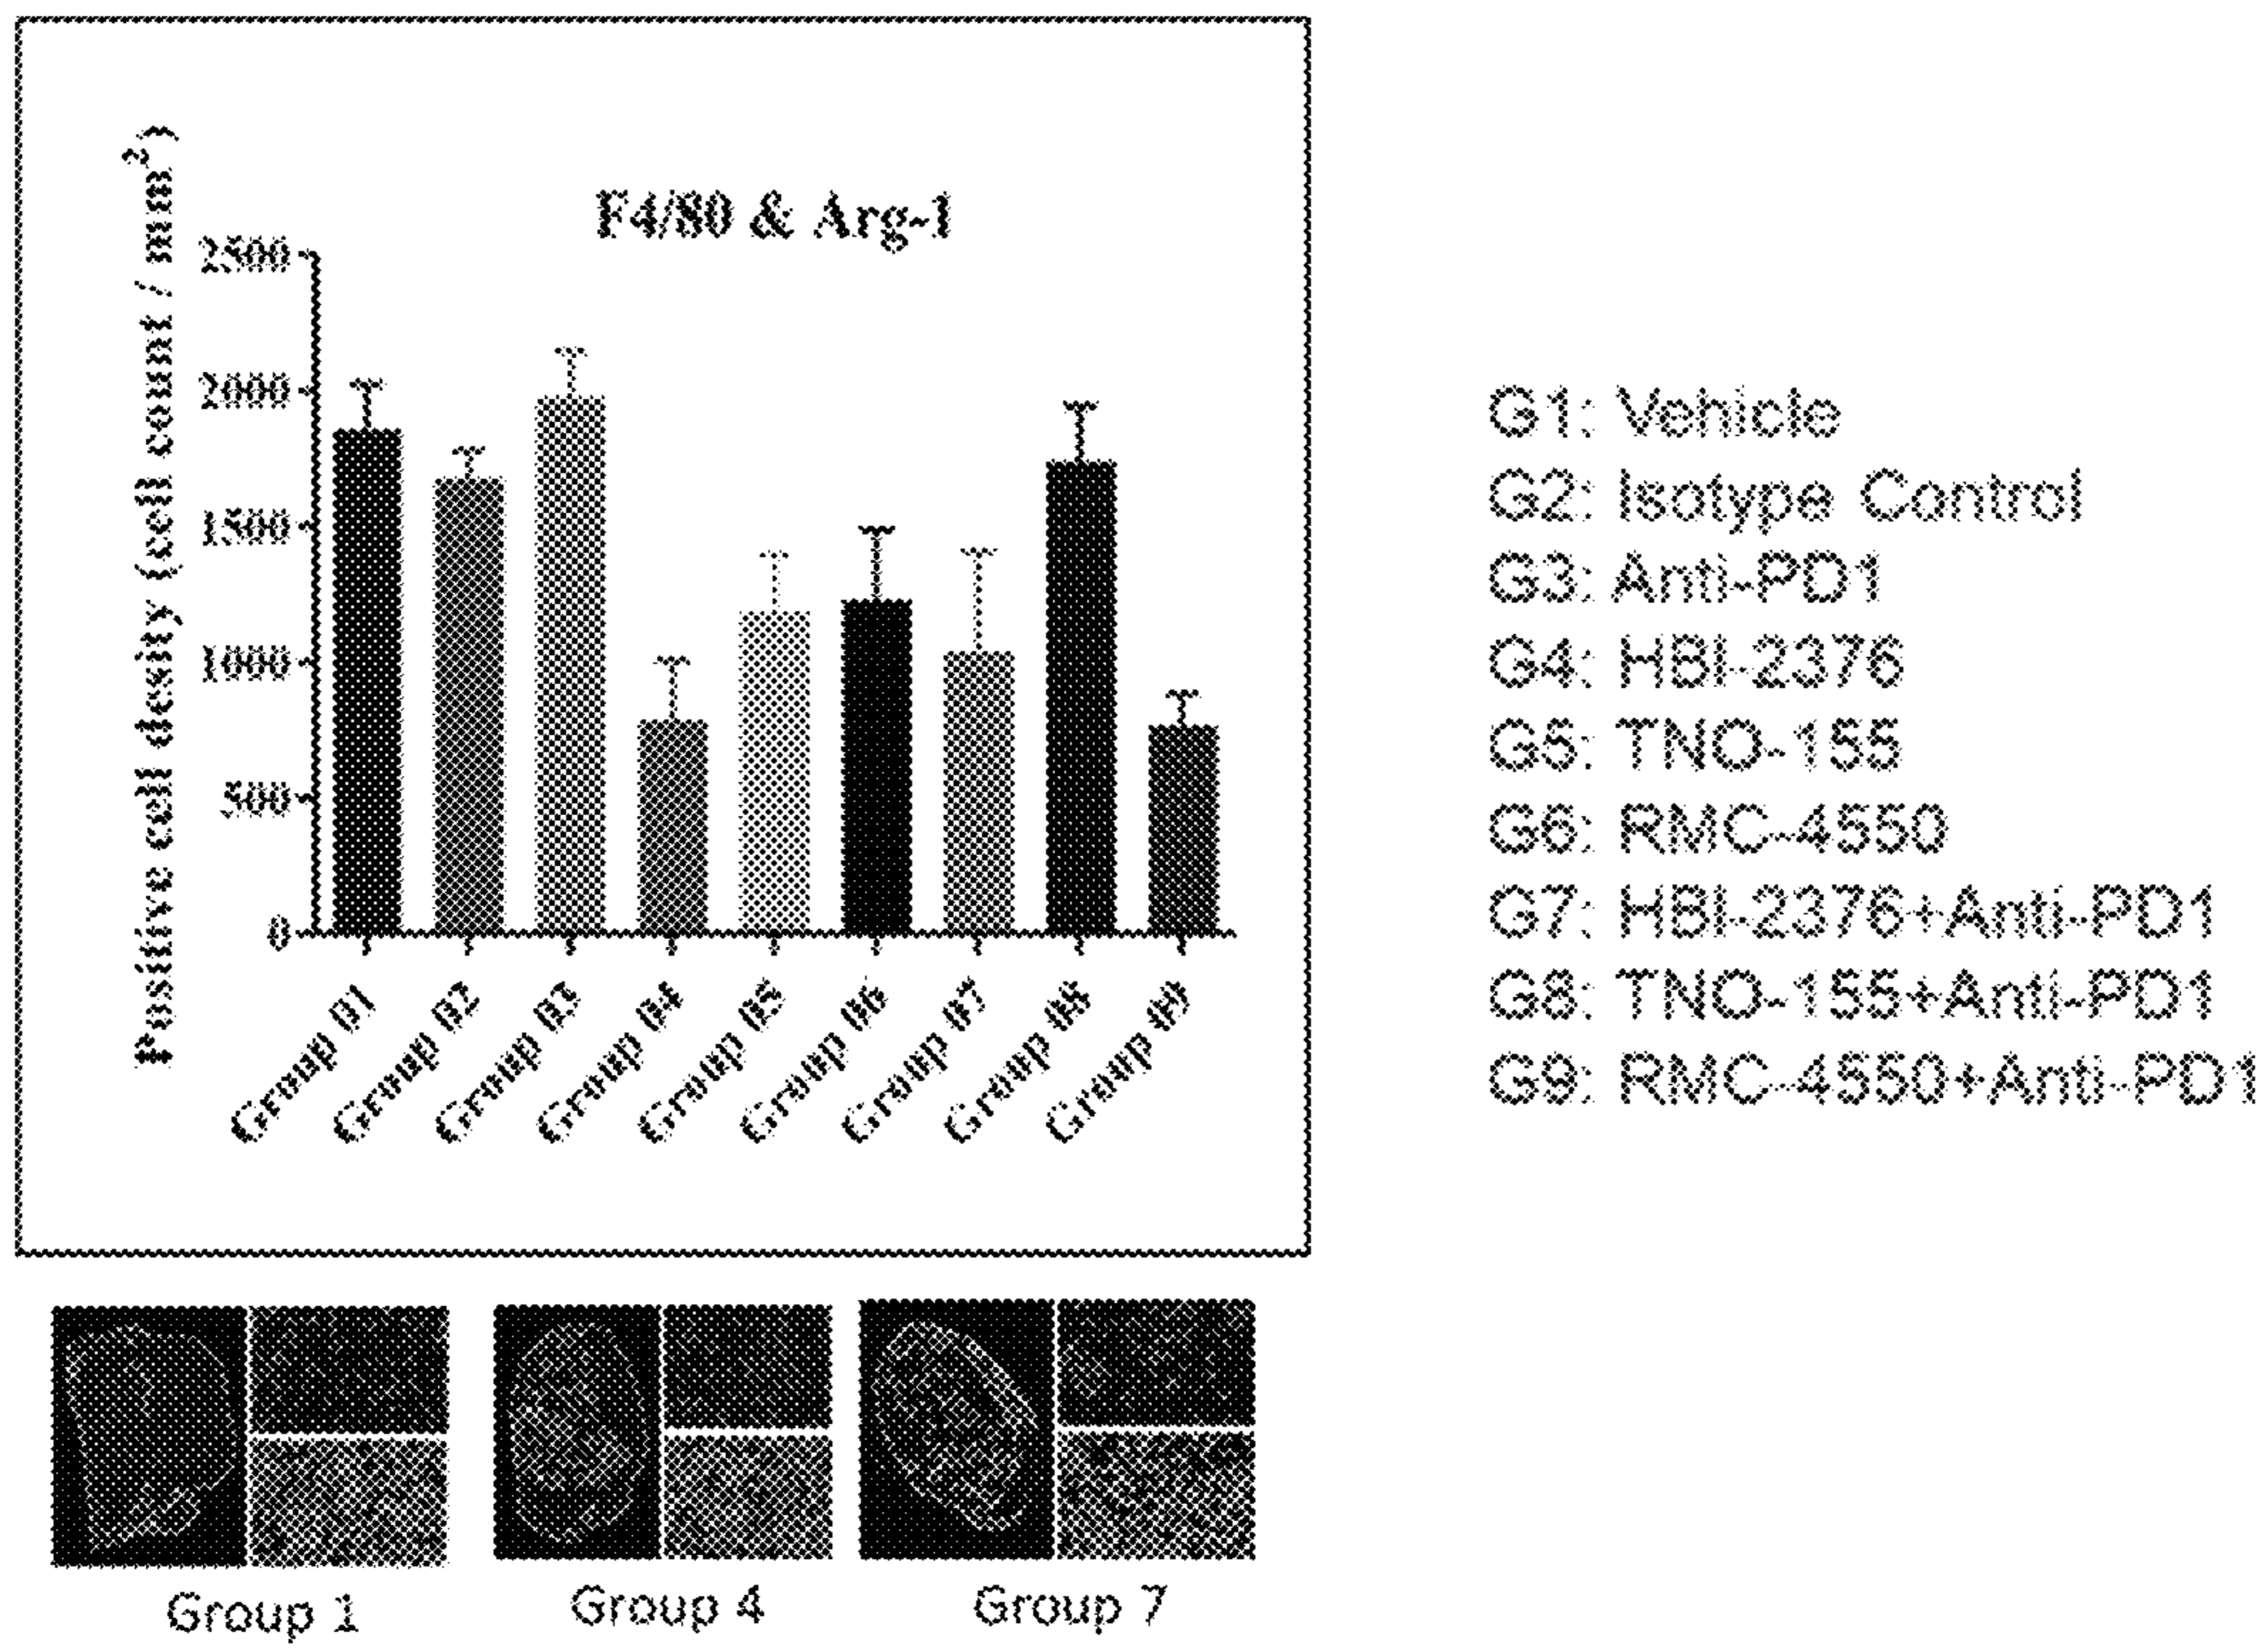 F4/80 & Arg-1
Positive cell density (cell count / mm²)
2500
2000
1500
1000
500
0
Group 01
Group 02
Group 03
Group 04
Group 05
Group 06
Group 07
Group 08
Group 09
G1: Vehicle
G2: Isotype Control
G3: Anti-PD1
G4: HBI-2376
G5: TNO-155
G6: RMC-4550
G7: HBI-2376+Anti-PD1
G8: TNO-155+Anti-PD1
G9: RMC-4550+Anti-PD1
Group 1
Group 4
Group 7